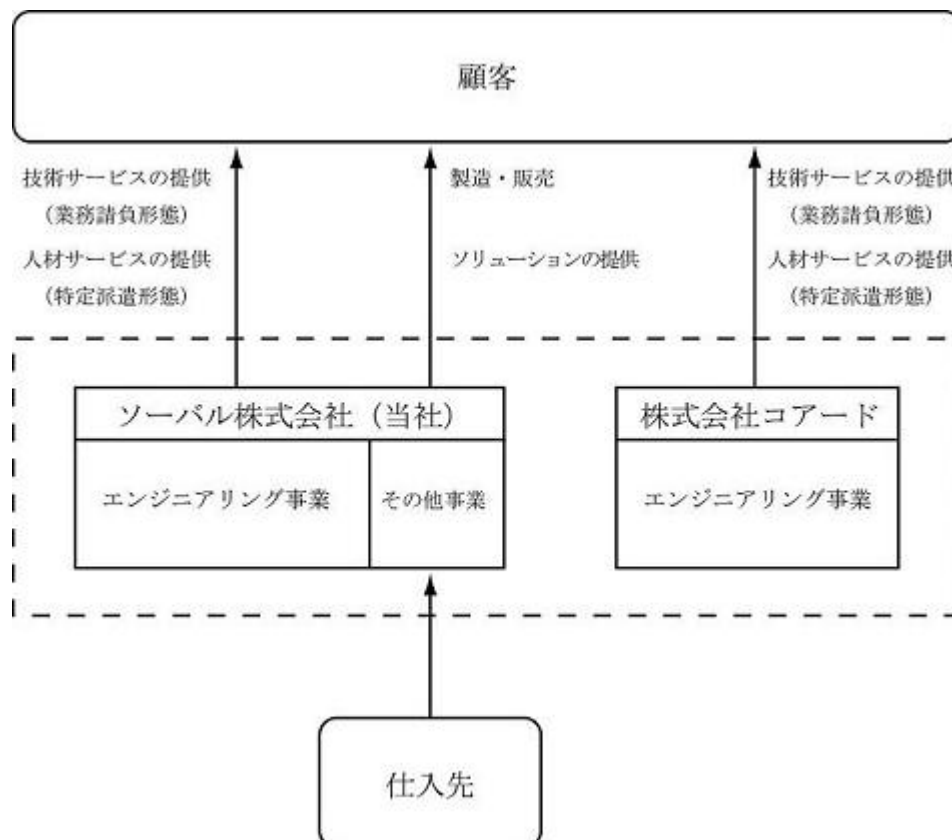 顧客
技術サービスの提供
(業務請負形態)
人材サービスの提供
(特定派遣形態)
製造・販売
ソリューションの提供
技術サービスの提供
(業務請負形態)
人材サービスの提供
(特定派遣形態)
ソーバル株式会社（当社）
エンジニアリング事業
その他事業
株式会社コアード
エンジニアリング事業
仕入先